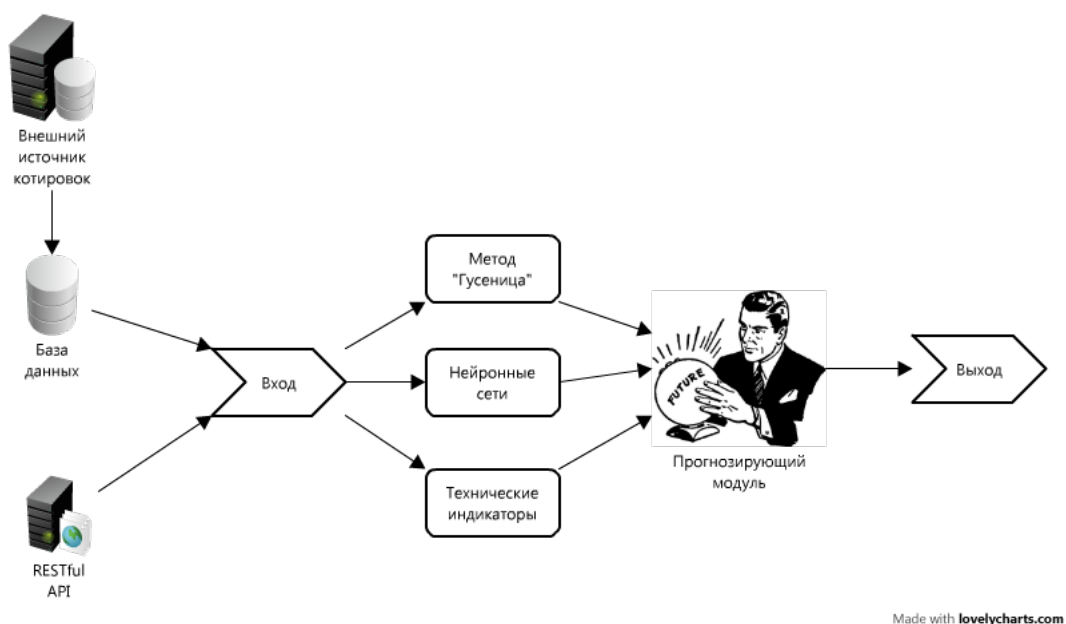 Внешний
источник
котировок
База
данных
RESTful
API
Вход
Метод
"Гусеница"
Нейронные
сети
Технические
индикаторы
FUTURE
Прогнозирующий
модуль
Выход
Made with lovelycharts.com